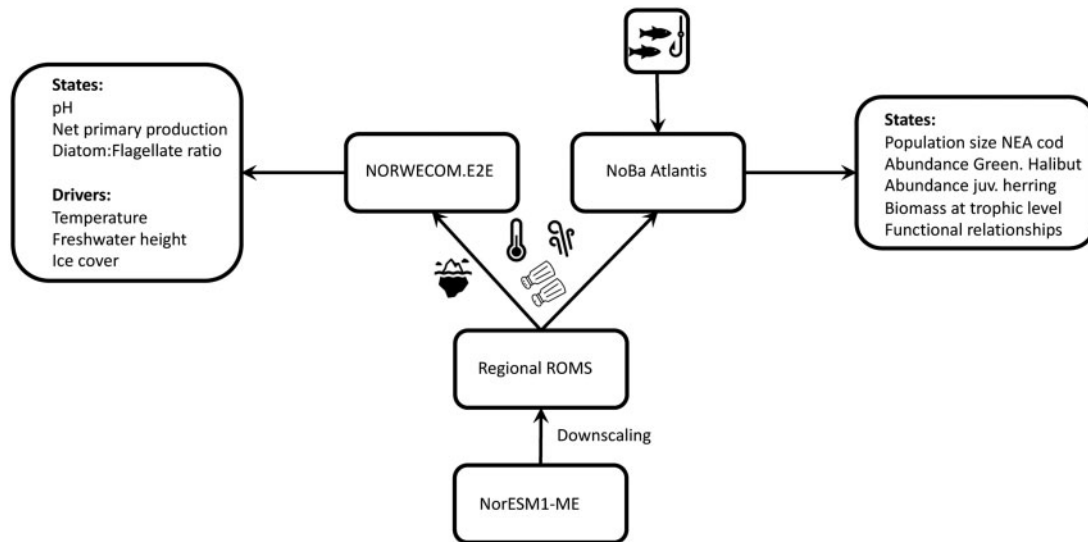 States:
pH
Net primary production
Diatom:Flagellate ratio
Drivers:
Temperature
Freshwater height
Ice cover
NORWECOM.E2E
NoBa Atlantis
States:
Population size NEA cod
Abundance Green. Halibut
Abundance juv. herring
Biomass at trophic level
Functional relationships
Regional ROMS
Downscaling
NorESM1-ME